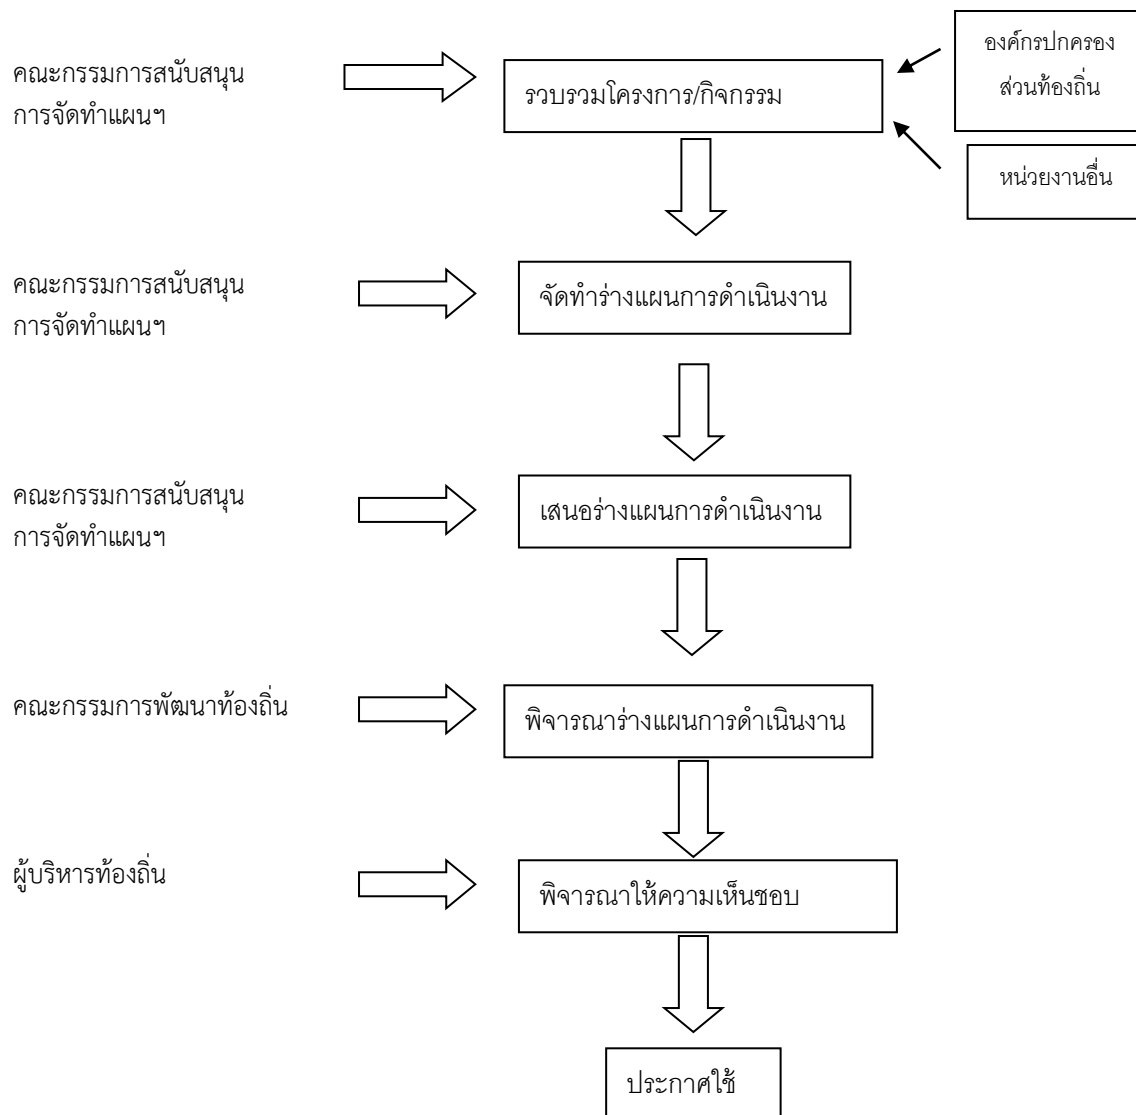 องค์กรปกครอง
ส่วนท้องถิ่น
คณะกรรมการสนับสนุน
การจัดทำแผนฯ
รวบรวมโครงการ/กิจกรรม
หน่วยงานอื่น
คณะกรรมการสนับสนุน
การจัดทำแผนฯ
จัดทำร่างแผนการดำเนินงาน
คณะกรรมการสนับสนุน
การจัดทำแผนฯ
เสนอร่างแผนการดำเนินงาน
คณะกรรมการพัฒนาท้องถิ่น
พิจารณาร่างแผนการดำเนินงาน
ผู้บริหารท้องถิ่น
พิจารณาให้ความเห็นชอบ
ประกาศใช้